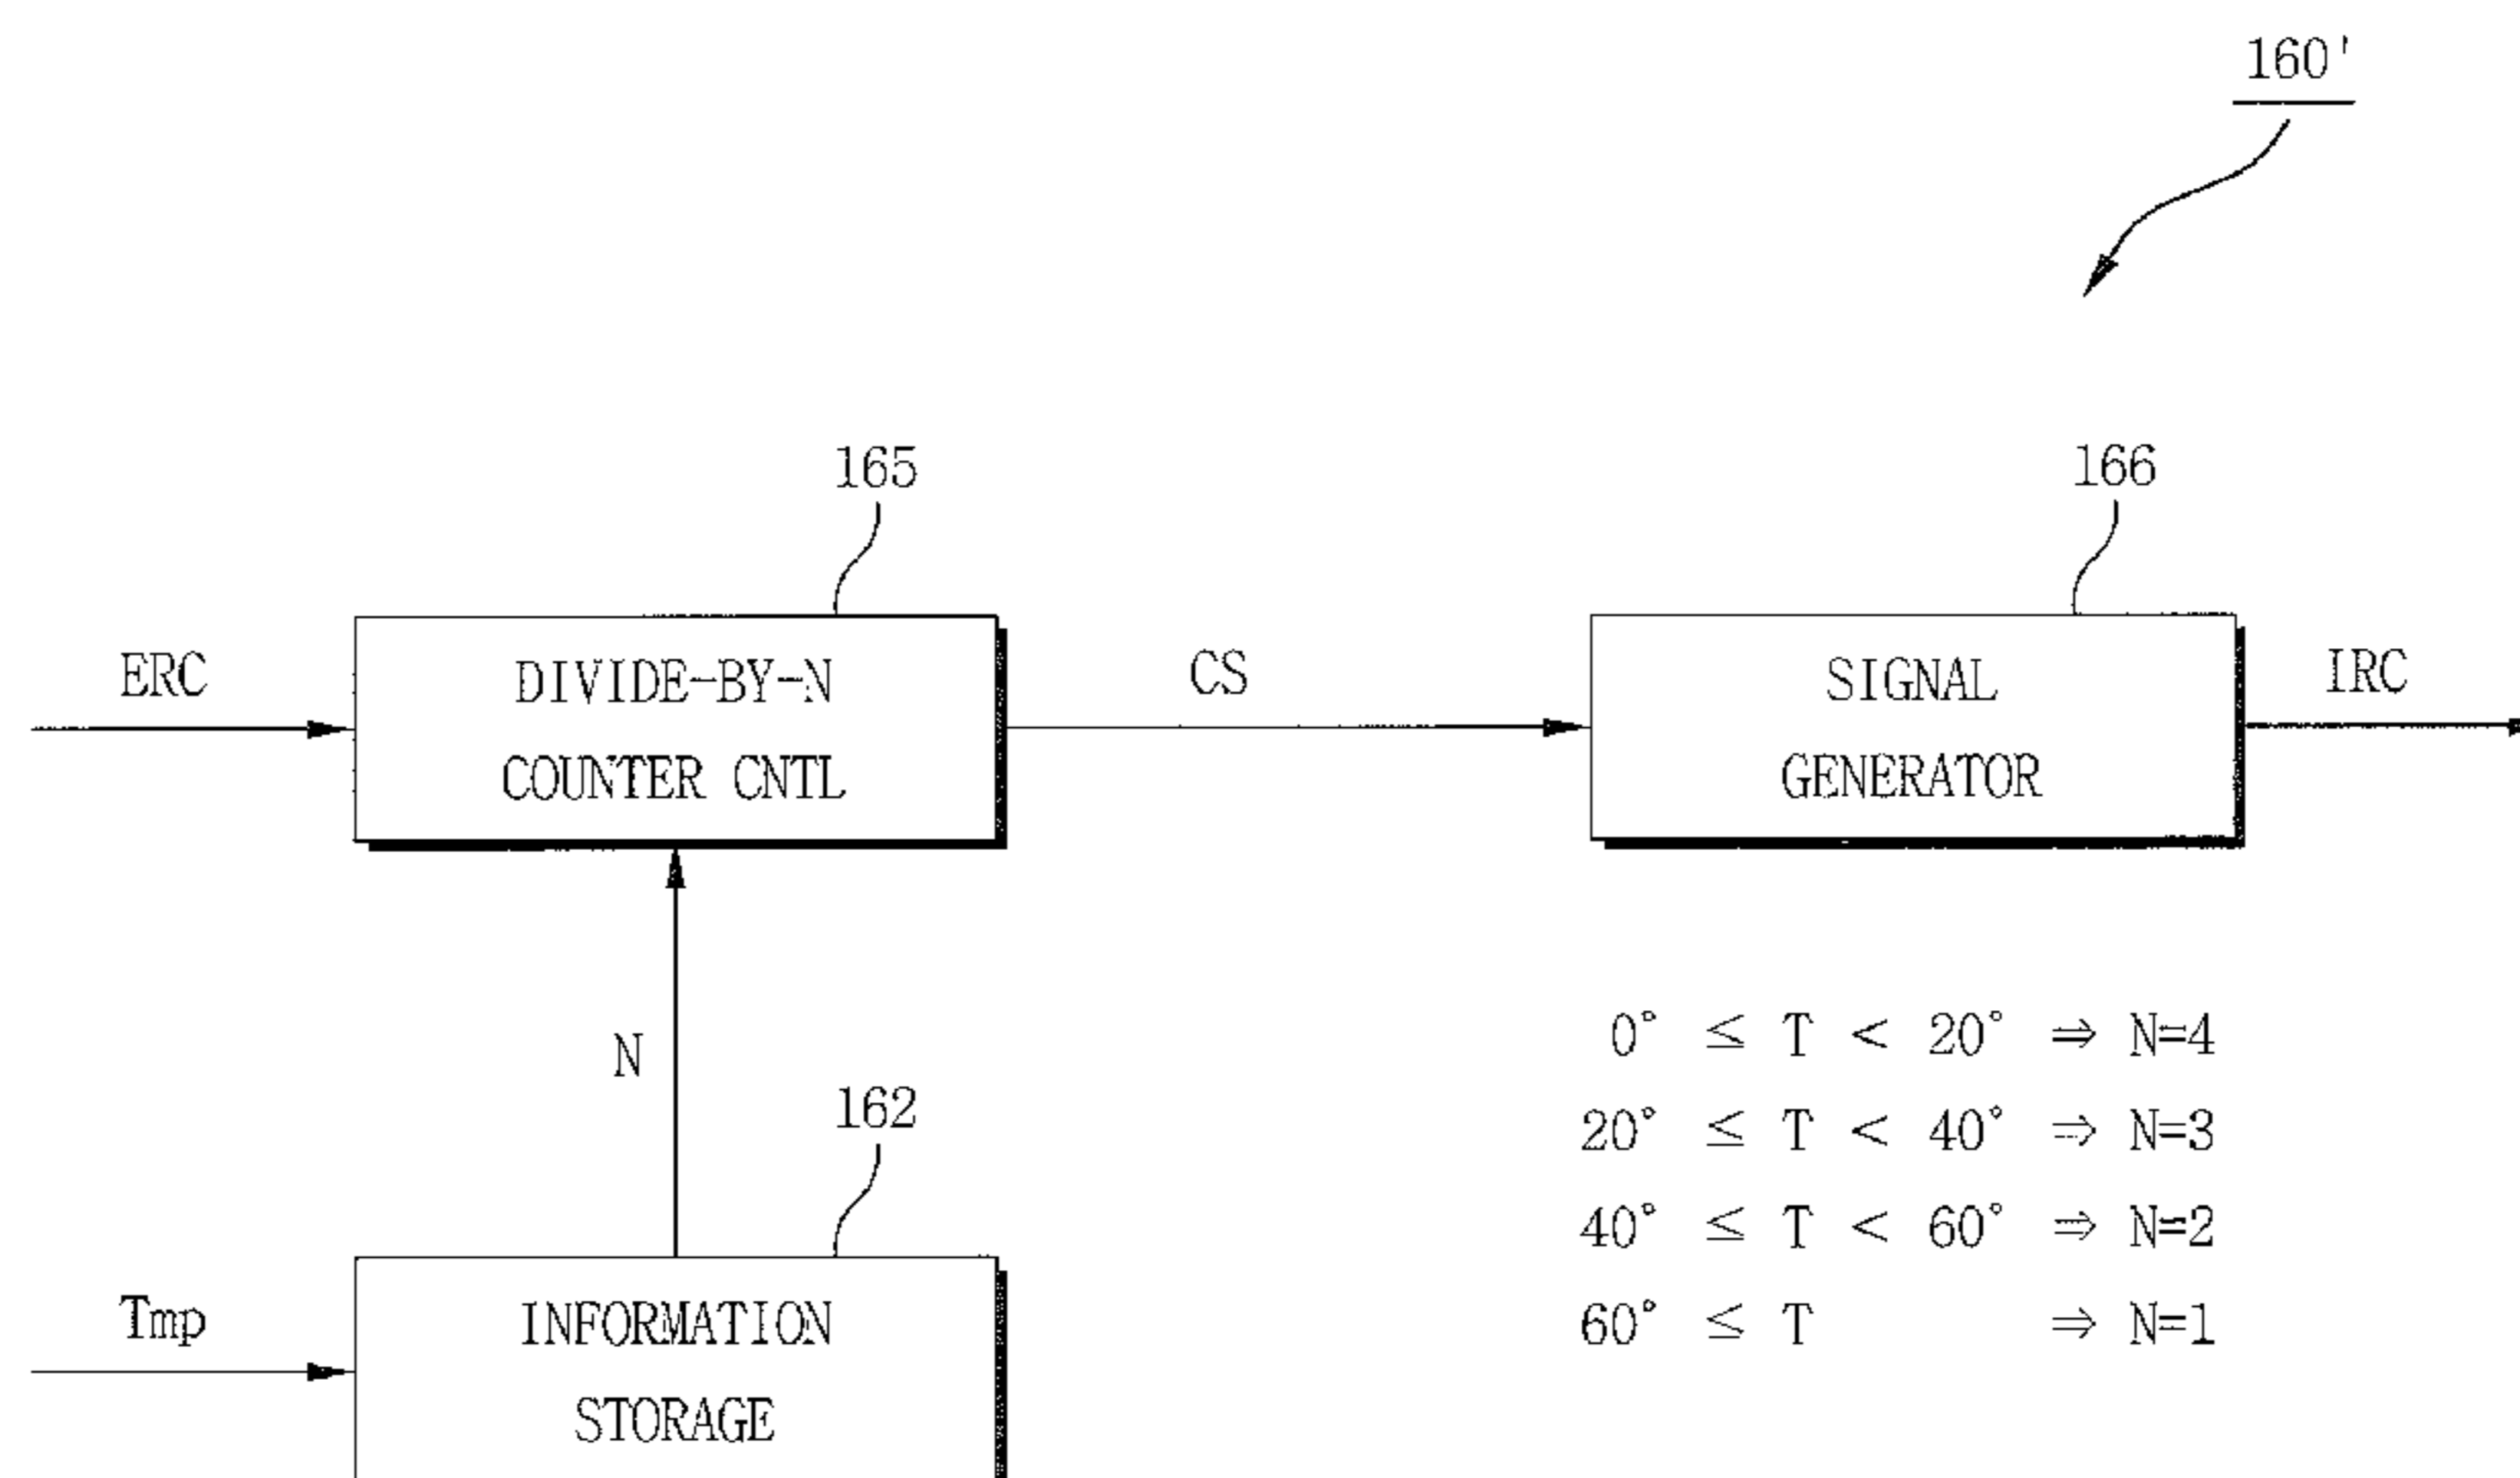 160'
165
166
ERC
DIVIDE-BY-N
COUNTER CNTL
CS
SIGNAL
GENERATOR
IRC
N
162
Tmp
INFORMATION
STORAGE
0° ≤ T < 20° ⇒ N=4
20° ≤ T < 40° ⇒ N=3
40° ≤ T < 60° ⇒ N=2
60° ≤ T ⇒ N=1